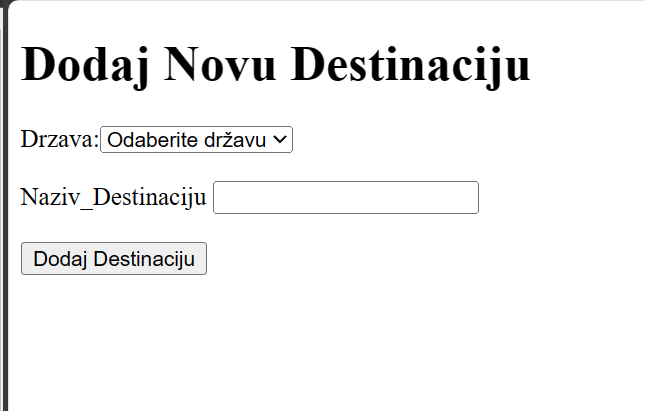 Dodaj Novu Destinaciju
Drzava: Odaberite državu
Naziv_Destinaciju
Dodaj Destinaciju